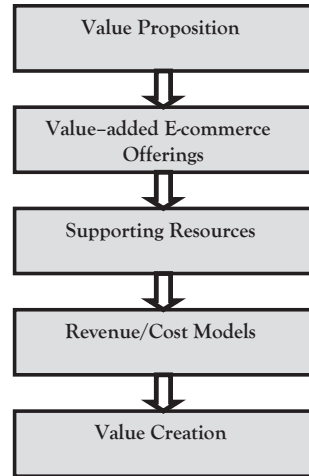 Value Proposition
Value–added E-commerce
Offerings
Supporting Resources
Revenue/Cost Models
Value Creation